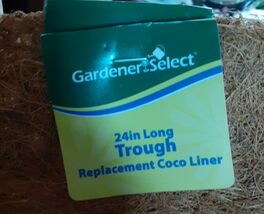 Gardener Select
24in Long
Trough
Replacement Coco Liner